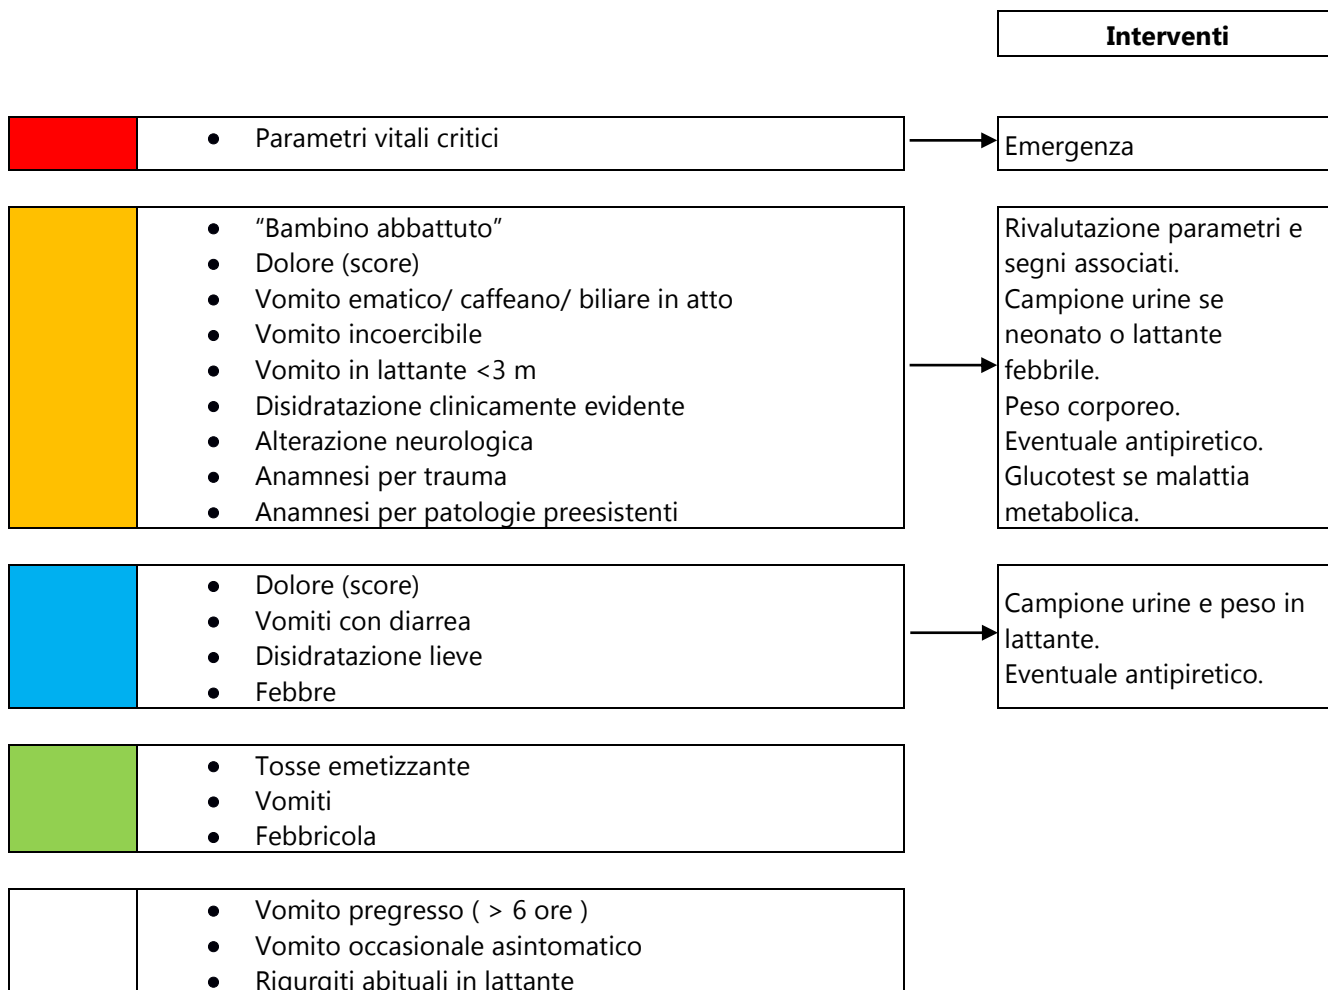 Interventi
• Parametri vitali critici
Emergenza
• “Bambino abbattuto”
• Dolore (score)
• Vomito ematico/ caffeano/ biliare in atto
• Vomito incoercibile
• Vomito in lattante <3 m
• Disidratazione clinicamente evidente
• Alterazione neurologica
• Anamnesi per trauma
• Anamnesi per patologie preesistenti
Rivalutazione parametri e
segni associati.
Campione urine se
neonato o lattante
febbrile.
Peso corporeo.
Eventuale antipiretico.
Glucotest se malattia
metabolica.
• Dolore (score)
• Vomiti con diarrea
• Disidratazione lieve
• Febbre
Campione urine e peso in
lattante.
Eventuale antipiretico.
• Tosse emetizzante
• Vomiti
• Febbricola
• Vomito pregresso ( > 6 ore )
• Vomito occasionale asintomatico
• Rigurgiti abituali in lattante